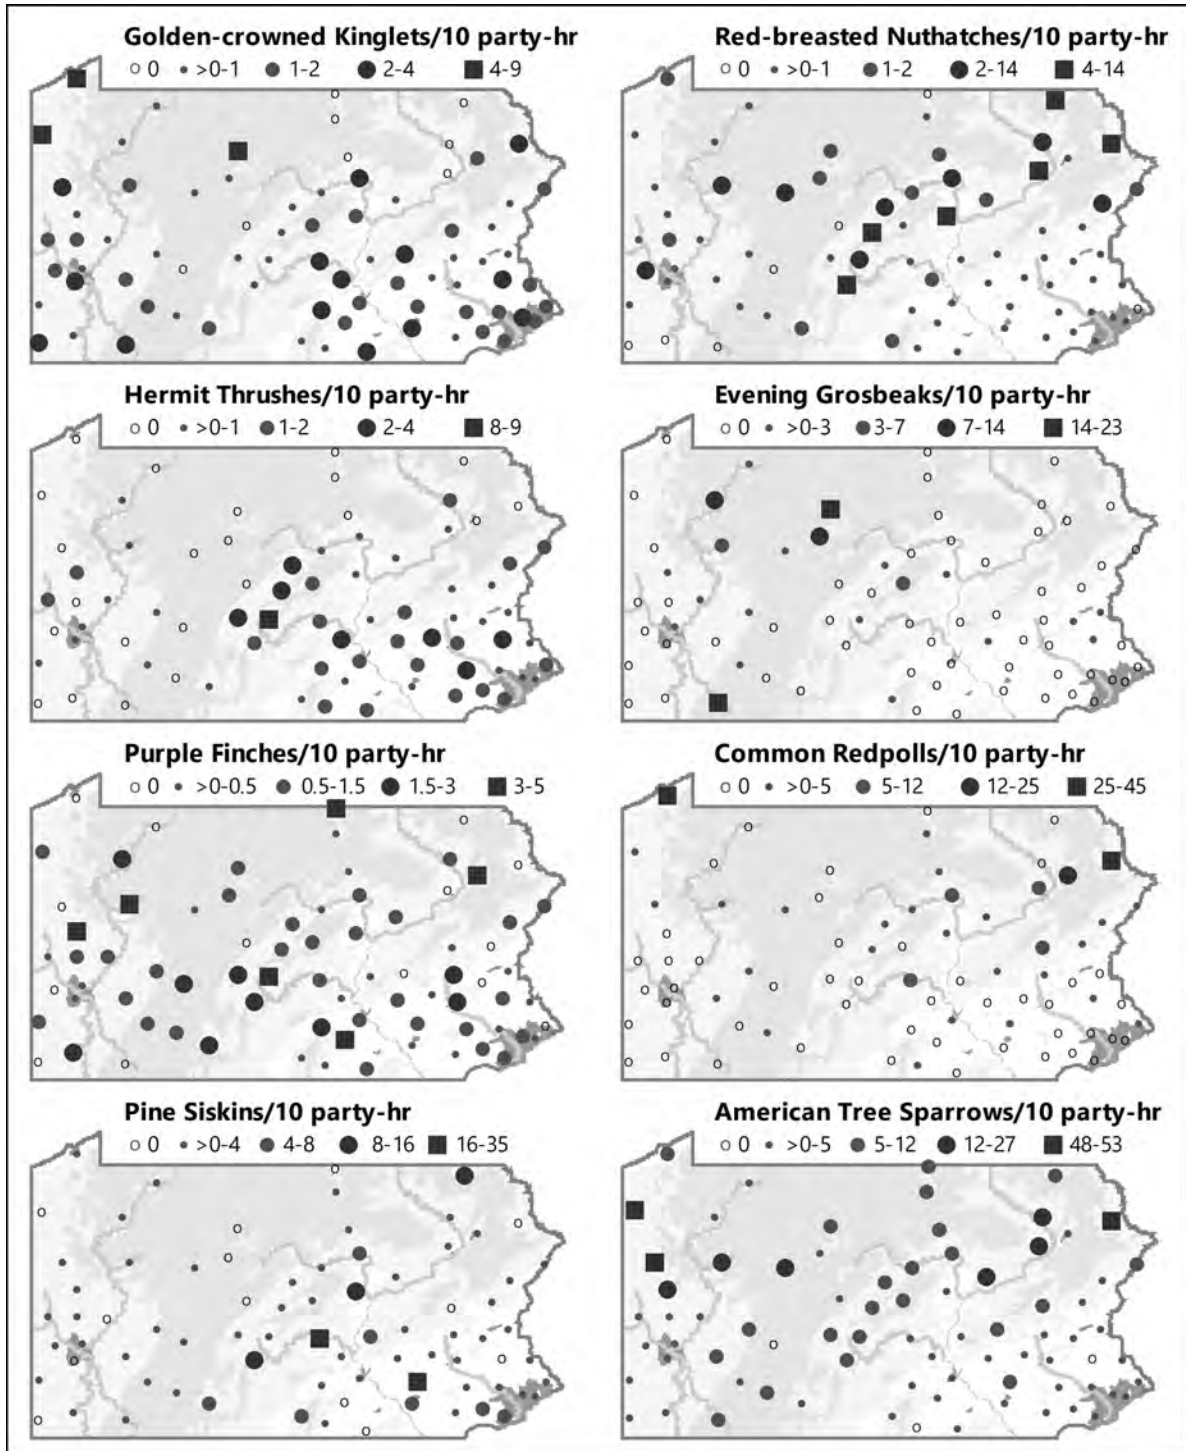 Golden-crowned Kinglets/10 party-hr
0 >0-1 1-2 2-4 4-9
Red-breasted Nuthatches/10 party-hr
0 >0-1 1-2 2-14 4-14
Hermit Thrushes/10 party-hr
0 >0-1 1-2 2-4 8-9
Evening Grosbeaks/10 party-hr
0 >0-3 3-7 7-14 14-23
Purple Finches/10 party-hr
0 >0-0.5 0.5-1.5 1.5-3 3-5
Common Redpolls/10 party-hr
0 >0-5 5-12 12-25 25-45
Pine Siskins/10 party-hr
0 >0-4 4-8 8-16 16-35
American Tree Sparrows/10 party-hr
0 >0-5 5-12 12-27 48-53